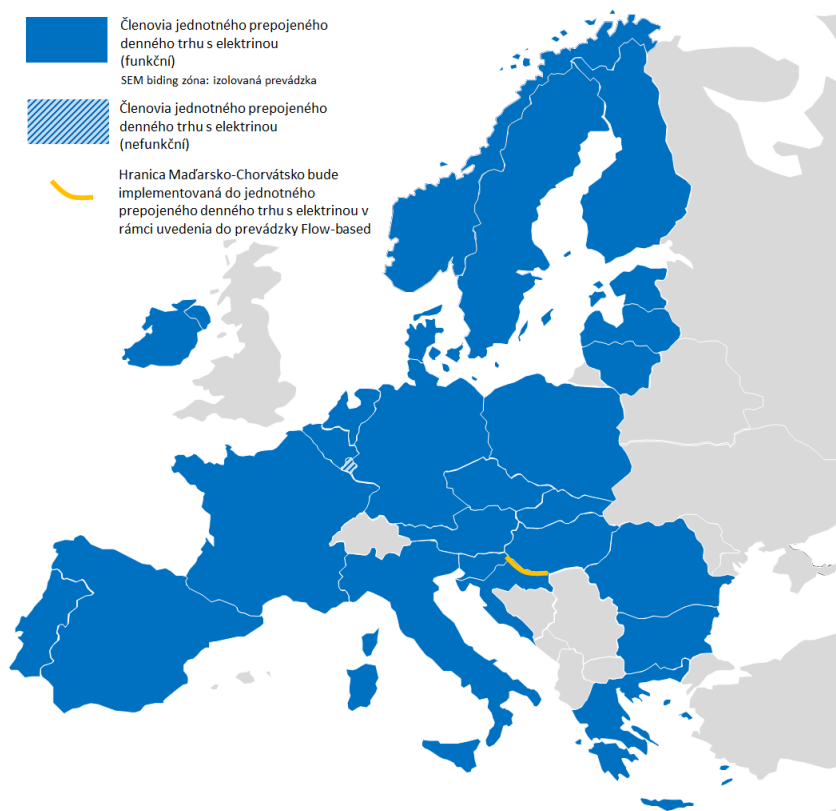 Členovia jednotného prepojeného
denného trhu s elektrinou
(funkční)
SEM biding zóna: izolovaná prevádzka
Členovia jednotného prepojeného
denného trhu s elektrinou
(nefunkční)
Hranica Maďarsko-Chorvátsko bude
implementovaná do jednotného
prepojeného denného trhu s elektrinou v
rámci uvedenia do prevádzky Flow-based